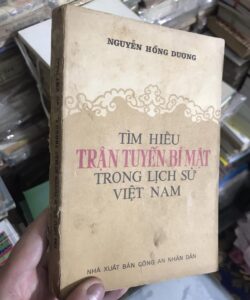 NGUYỄN HỒNG DƯƠNG
TÌM HIỂU
TRẬN TUYẾN BÍ MẬT
TRONG LỊCH SỬ
VIỆT NAM
NHÀ XUẤT BẢN CÔNG AN NHÂN DÂN